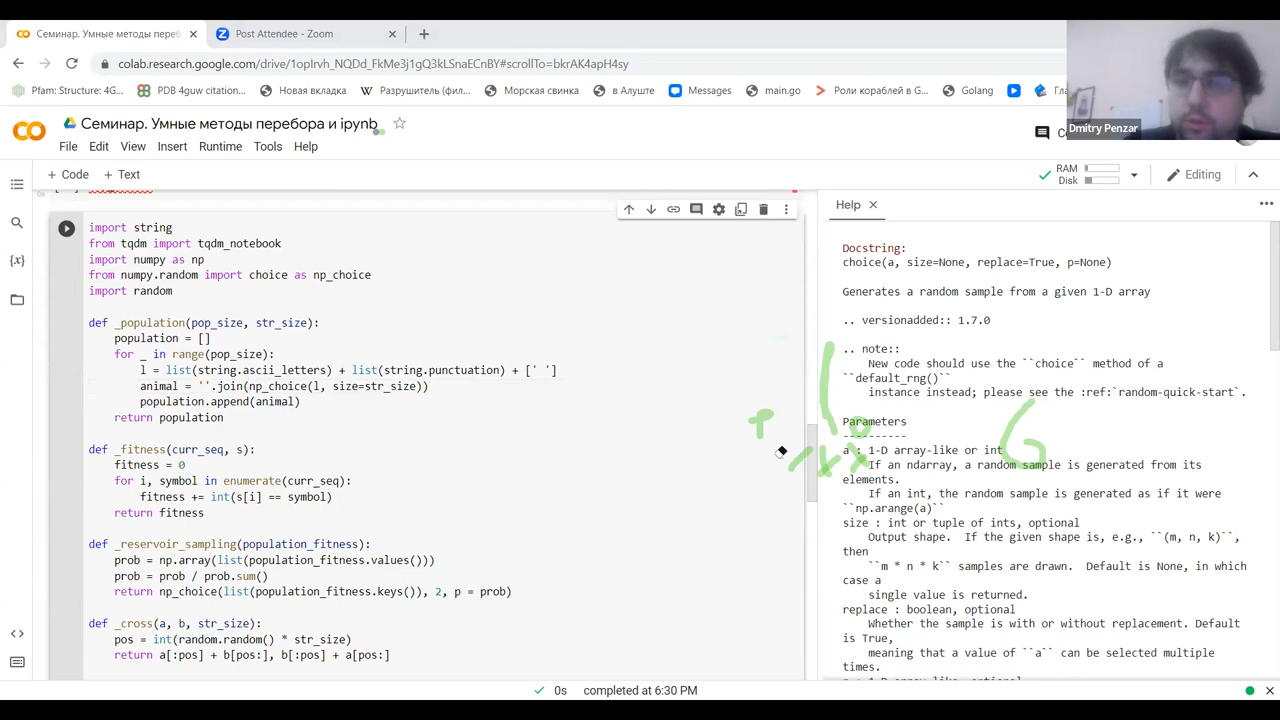 Семинар. Умные методы переб
Post Attendee - Zoom
colab.research.google.com/drive/1opIrvh_NQDd_FkMe3j1gQ3kLSnaECnBY#scrollTo=bkrAK4apH4sy
Pfam: Structure: 4G...
PDB 4guw citation...
Новая вкладка
Разрушитель (фил...
Морская свинка
в Алуште
Messages
main.go
Роли кораблей в G...
Golang
Гла
Dmitry Penzar
Семинар. Умные методы перебора и ipynb
File Edit View Insert Runtime Tools Help
+ Code + Text
RAM
Disk
Editing
import string
from tqdm import tqdm_notebook
import numpy as np
from numpy.random import choice as np_choice
import random
def _population(pop_size, str_size):
population = []
for _ in range(pop_size):
l = list(string.ascii_letters) + list(string.punctuation) + [' ']
animal = ''.join(np_choice(l, size=str_size))
population.append(animal)
return population
def _fitness(curr_seq, s):
fitness = 0
for i, symbol in enumerate(curr_seq):
fitness += int(s[i] == symbol)
return fitness
def _reservoir_sampling(population_fitness):
prob = np.array(list(population_fitness.values()))
prob = prob / prob.sum()
return np_choice(list(population_fitness.keys()), 2, p = prob)
def _cross(a, b, str_size):
pos = int(random.random() * str_size)
return a[:pos] + b[pos:], b[:pos] + a[pos:]
Help
Docstring:
choice(a, size=None, replace=True, p=None)
Generates a random sample from a given 1-D array
.. versionadded:: 1.7.0
.. note::
New code should use the ``choice`` method of a
``default_rng()``
instance instead; please see the :ref:`random-quick-start`.
Parameters
----------
a : 1-D array-like or int
If an ndarray, a random sample is generated from its
elements.
If an int, the random sample is generated as if it were
``np.arange(a)``
size : int or tuple of ints, optional
Output shape.  If the given shape is, e.g., ``(m, n, k)``,
then
``m * n * k`` samples are drawn.  Default is None, in which
case a
single value is returned.
replace : boolean, optional
Whether the sample is with or without replacement. Default
is True,
meaning that a value of ``a`` can be selected multiple
times.
0s completed at 6:30 PM